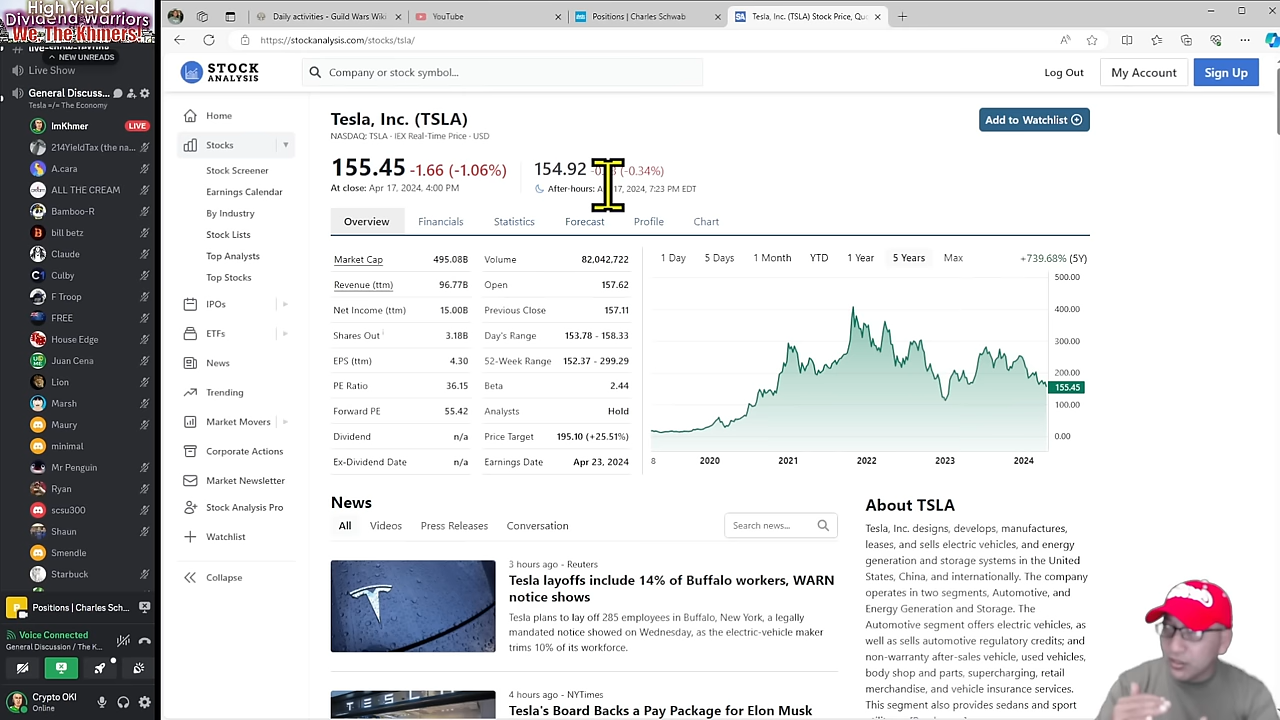 High Yield
Dividend Warriors
We The Khmers!
NEW UNREADS
Live Show
General Discuss...
Tesla =/= The Economy
ImKhmer
LIVE
214YieldTax (the na...
A.cara
ALL THE CREAM
Bamboo-R
bill betz
Claude
Culby
F Troop
FREE
House Edge
Juan Cena
Lion
Marsh
Maury
minimal
Mr Penguin
Ryan
scsu300
Shaun
Smendle
Starbuck
Positions | Charles Sch...
Voice Connected
General Discussion / The K...
Crypto OKI
Online
Daily activities - Guild Wars Wiki
YouTube
Positions | Charles Schwab
Tesla, Inc. (TSLA) Stock Price, Qu
https://stockanalysis.com/stocks/tsla/
STOCK
ANALYSIS
Company or stock symbol...
Log Out
My Account
Sign Up
Home
Stocks
Stock Screener
Earnings Calendar
By Industry
Stock Lists
Top Analysts
Top Stocks
IPOs
ETFs
News
Trending
Market Movers
Corporate Actions
Market Newsletter
Stock Analysis Pro
Watchlist
Collapse
Tesla, Inc. (TSLA)
NASDAQ: TSLA · IEX Real-Time Price · USD
Add to Watchlist
155.45 -1.66 (-1.06%)
At close: Apr 17, 2024, 4:00 PM
154.92 (-0.34%)
After-hours: 17, 2024, 7:23 PM EDT
Overview Financials Statistics Forecast Profile Chart
Market Cap 495.08B Volume 82,042,722
Revenue (ttm) 96.77B Open 157.62
Net Income (ttm) 15.00B Previous Close 157.11
Shares Out 3.18B Day's Range 153.78 - 158.33
EPS (ttm) 4.30 52-Week Range 152.37 - 299.29
PE Ratio 36.15 Beta 2.44
Forward PE 55.42 Analysts Hold
Dividend n/a Price Target 195.10 (+25.51%)
Ex-Dividend Date n/a Earnings Date Apr 23, 2024
1 Day 5 Days 1 Month YTD 1 Year 5 Years Max +739.68% (5Y)
500.00
400.00
300.00
200.00
155.45
100.00
0.00
8 2020 2021 2022 2023 2024
News
All Videos Press Releases Conversation
Search news...
3 hours ago - Reuters
Tesla layoffs include 14% of Buffalo workers, WARN
notice shows
Tesla plans to lay off 285 employees in Buffalo, New York, a legally
mandated notice showed on Wednesday, as the electric-vehicle maker
trims 10% of its workforce.
4 hours ago - NYTimes
Tesla's Board Backs a Pay Package for Elon Musk
TESLA
About TSLA
Tesla, Inc. designs, develops, manufactures,
leases, and sells electric vehicles, and energy
generation and storage systems in the United
States, China, and internationally. The company
operates in two segments, Automotive, and
Energy Generation and Storage. The
Automotive segment offers electric vehicles, as
well as sells automotive regulatory credits; and
non-warranty after-sales vehicle, used vehicles,
body shop and parts, supercharging, retail
merchandise, and vehicle insurance services.
This segment also provides sedans and sport